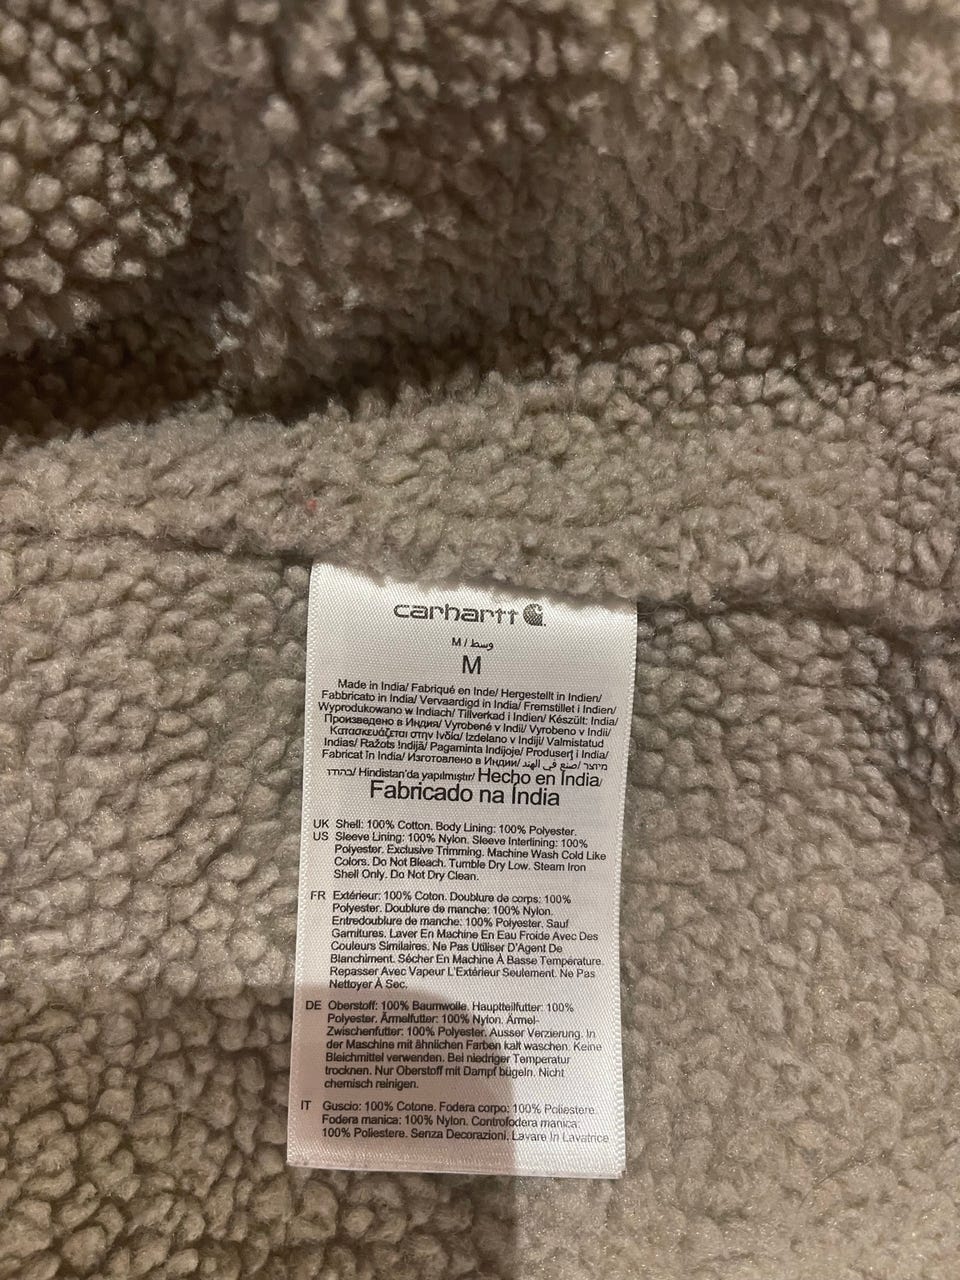 carhartt
M / وسط
M
Made in India/ Fabriqué en Inde/ Hergestellt in Indien/
Fabbricato in India/ Vervaardigd in India/ Fremstillet i Indien/
Wyprodukowano w Indiach/ Tillverkad i Indien/ Készült: India/
Произведено в Индия/ Vyrobené v Indii/ Vyrobeno v Indii/
Κατασκευάζεται στην Ινδία/ Izdelano v Indiji/ Valmistatud
Indias/ Ražots Indijā/ Pagaminta Indijoje/ Produsert i India/
Fabricat în India/ Изготовлено в Индии/ صنع في الهند/ מיוצר
בהודו/ Hindistan'da yapılmıştır/ Hecho en India/
Fabricado na India
UK Shell: 100% Cotton. Body Lining: 100% Polyester.
US Sleeve Lining: 100% Nylon. Sleeve Interlining: 100%
Polyester. Exclusive Trimming. Machine Wash Cold Like
Colors. Do Not Bleach. Tumble Dry Low. Steam Iron
Shell Only. Do Not Dry Clean.
FR Extérieur: 100% Coton. Doublure de corps: 100%
Polyester. Doublure de manche: 100% Nylon.
Entredoublure de manche: 100% Polyester. Sauf
Garnitures. Laver En Machine En Eau Froide Avec Des
Couleurs Similaires. Ne Pas Utiliser D'Agent De
Blanchiment. Sécher En Machine À Basse Température.
Repasser Avec Vapeur L'Extérieur Seulement. Ne Pas
Nettoyer À Sec.
DE Oberstoff: 100% Baumwolle. Hauptteilfutter: 100%
Polyester. Ärmelfutter: 100% Nylon. Ärmel-
Zwischenfutter: 100% Polyester. Ausser Verzierung. In
der Maschine mit ähnlichen Farben kalt waschen. Keine
Bleichmittel verwenden. Bei niedriger Temperatur
trocknen. Nur Oberstoff mit Dampf bügeln. Nicht
chemisch reinigen.
IT Guscio: 100% Cotone. Fodera corpo: 100% Poliestere.
Fodera manica: 100% Nylon. Controfodera manica:
100% Poliestere. Senza Decorazioni. Lavare In Lavatrice